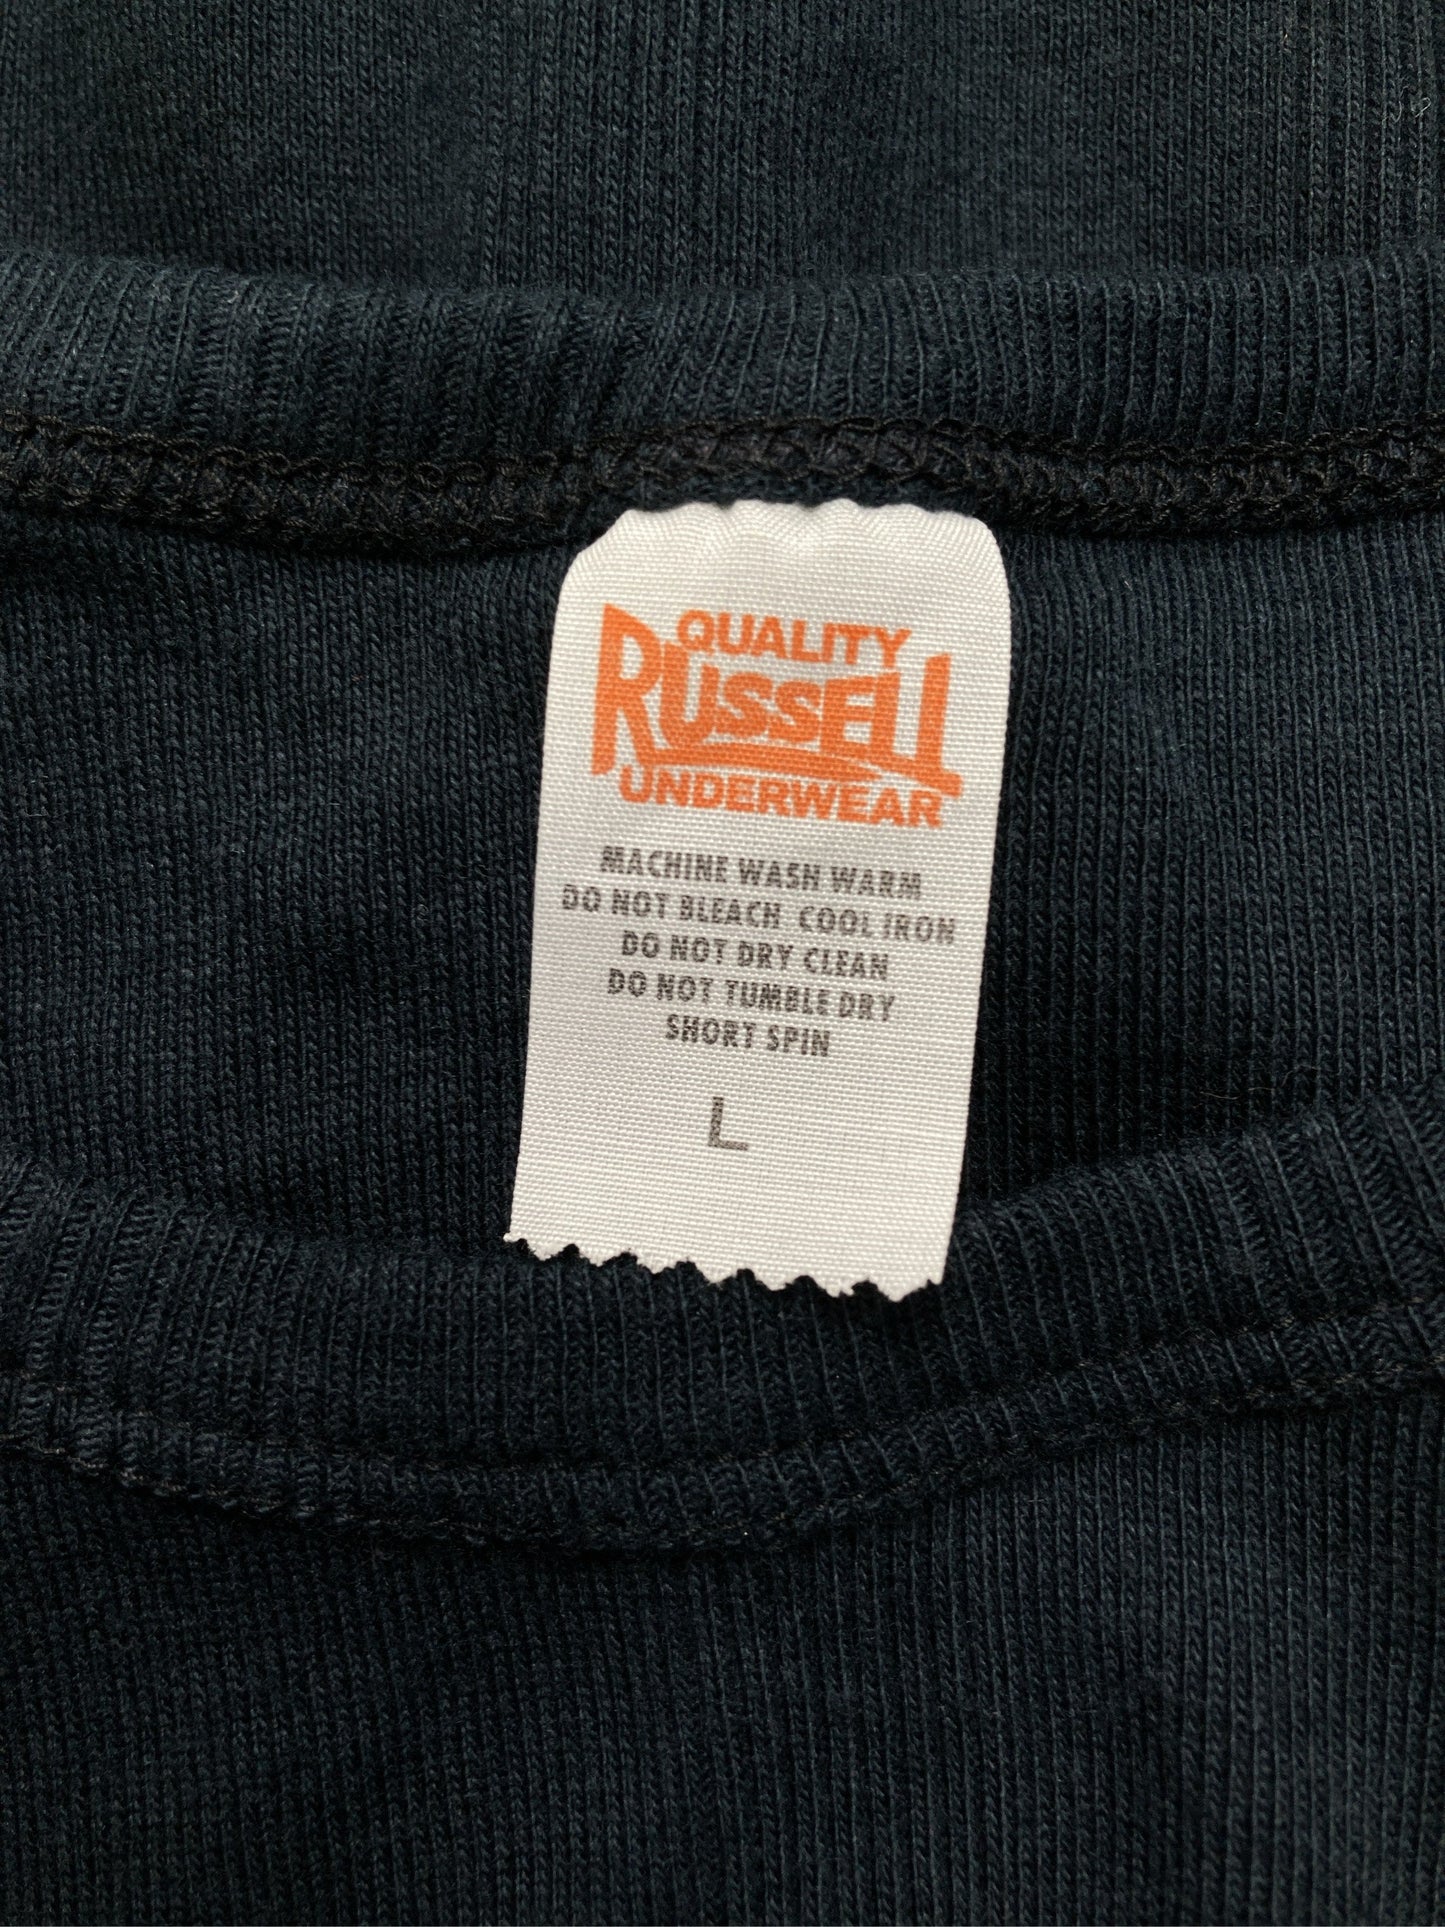 QUALITY
RUSSELL
UNDERWEAR
MACHINE WASH WARM
DO NOT BLEACH COOL IRON
DO NOT DRY CLEAN
DO NOT TUMBLE DRY
SHORT SPIN
L